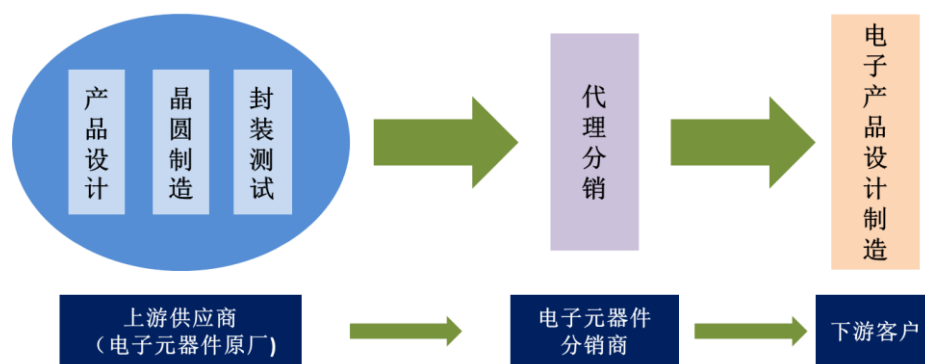 产品设计
晶圆制造
封装测试
代理分销
电子产品设计制造
上游供应商
（电子元器件原厂)
电子元器件
分销商
下游客户